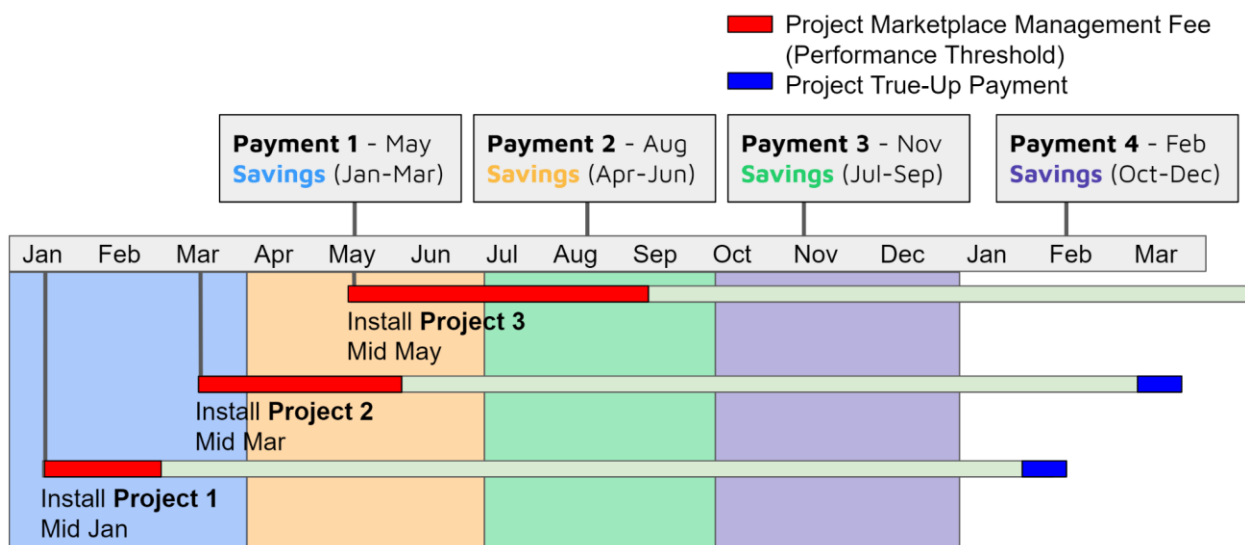 Project Marketplace Management Fee
(Performance Threshold)
Project True-Up Payment
Payment 1 - May
Savings (Jan-Mar)
Payment 2 - Aug
Savings (Apr-Jun)
Payment 3 - Nov
Savings (Jul-Sep)
Payment 4 - Feb
Savings (Oct-Dec)
Jan Feb Mar Apr May Jun Jul Aug Sep Oct Nov Dec Jan Feb Mar
Install Project 3
Mid May
Install Project 2
Mid Mar
Install Project 1
Mid Jan